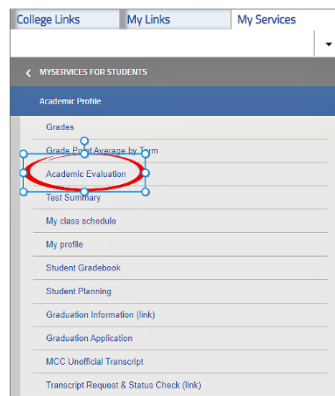 College Links My Links My Services
MYSERVICES FOR STUDENTS
Academic Profile
Grades
Grade Point Average by Term
Academic Evaluation
Test Summary
My class schedule
My profile
Student Gradebook
Student Planning
Graduation Information (link)
Graduation Application
MCC Unofficial Transcript
Transcript Request & Status Check (link)